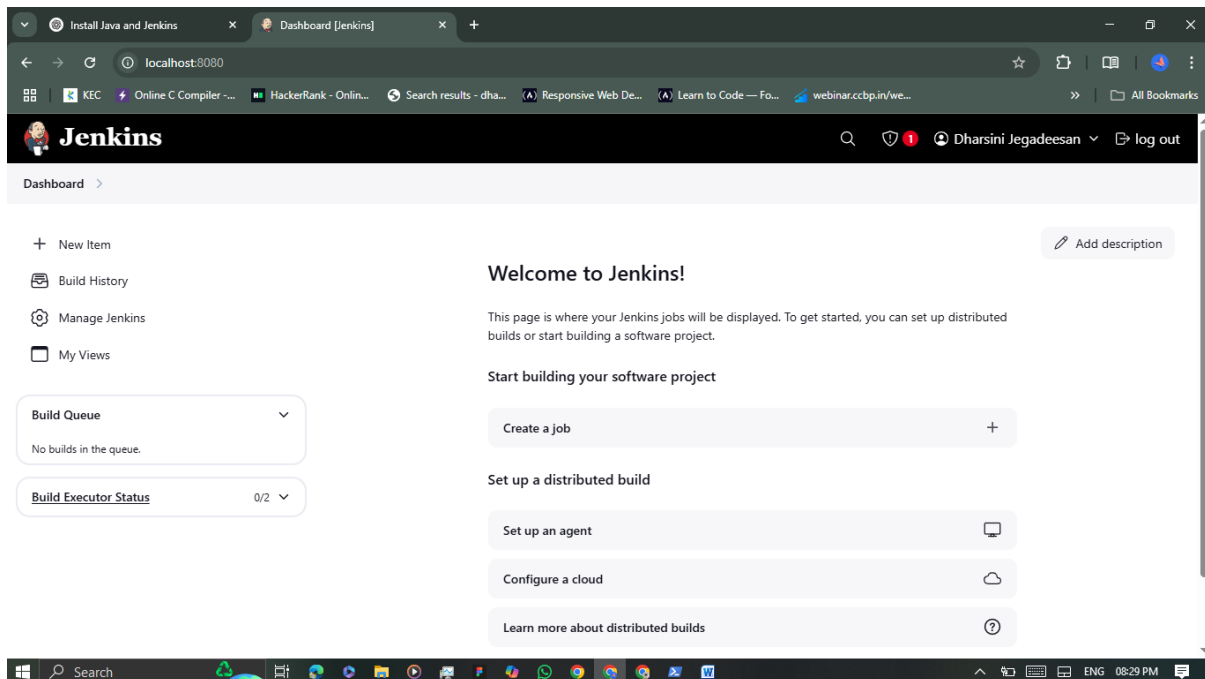 Install Java and Jenkins
Dashboard [Jenkins]
localhost:8080
KEC
Online C Compiler -...
HackerRank - Onlin...
Search results - dha...
Responsive Web De...
Learn to Code — Fo...
webinar.ccbp.in/we...
All Bookmarks
Jenkins
1
Dharsini Jegadeesan
log out
Dashboard
New Item
Build History
Manage Jenkins
My Views
Build Queue
No builds in the queue.
Build Executor Status
0/2
Add description
Welcome to Jenkins!
This page is where your Jenkins jobs will be displayed. To get started, you can set up distributed
builds or start building a software project.
Start building your software project
Create a job
Set up a distributed build
Set up an agent
Configure a cloud
Learn more about distributed builds
Search
ENG
08:29 PM